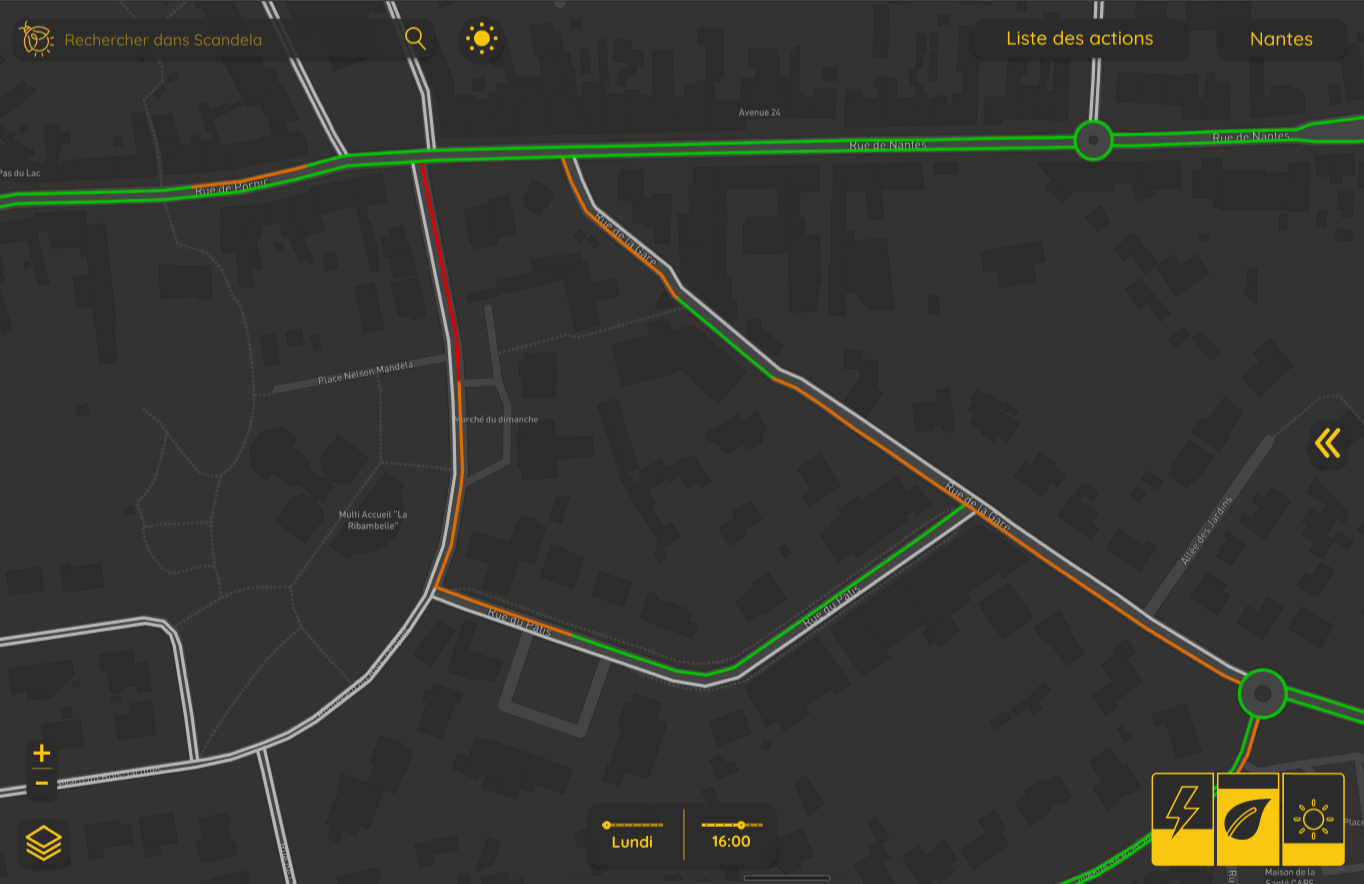 Rechercher dans Scandela
Liste des actions
Nantes
Avenue 24
Rue de Nantes
Rue de Nantes
Pas du Lac
Rue de Pornic
Rue de la Gare
Place Nelson Mandela
Marché du dimanche
Rue de la Gare
Multi Accueil "La
Ribambelle"
Allée des Jardins
Rue du Patis
Rue du Patis
+
−
Lundi
16:00
Place
Maison de la
Santé CAPS